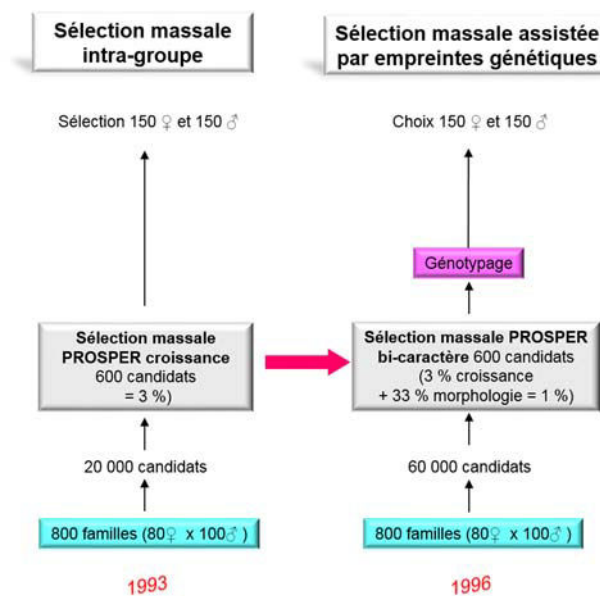 Sélection massale
intra-groupe
Sélection 150 ♀ et 150 ♂
Sélection massale
PROSPER croissance
600 candidats
= 3 %)
20 000 candidats
800 familles (80♀ x 100♂)
1993
Sélection massale assistée
par empreintes génétiques
Choix 150 ♀ et 150 ♂
Génotypage
Sélection massale PROSPER
bi-caractère 600 candidats
(3 % croissance
+ 33 % morphologie = 1 %)
60 000 candidats
800 familles (80♀ x 100♂)
1996